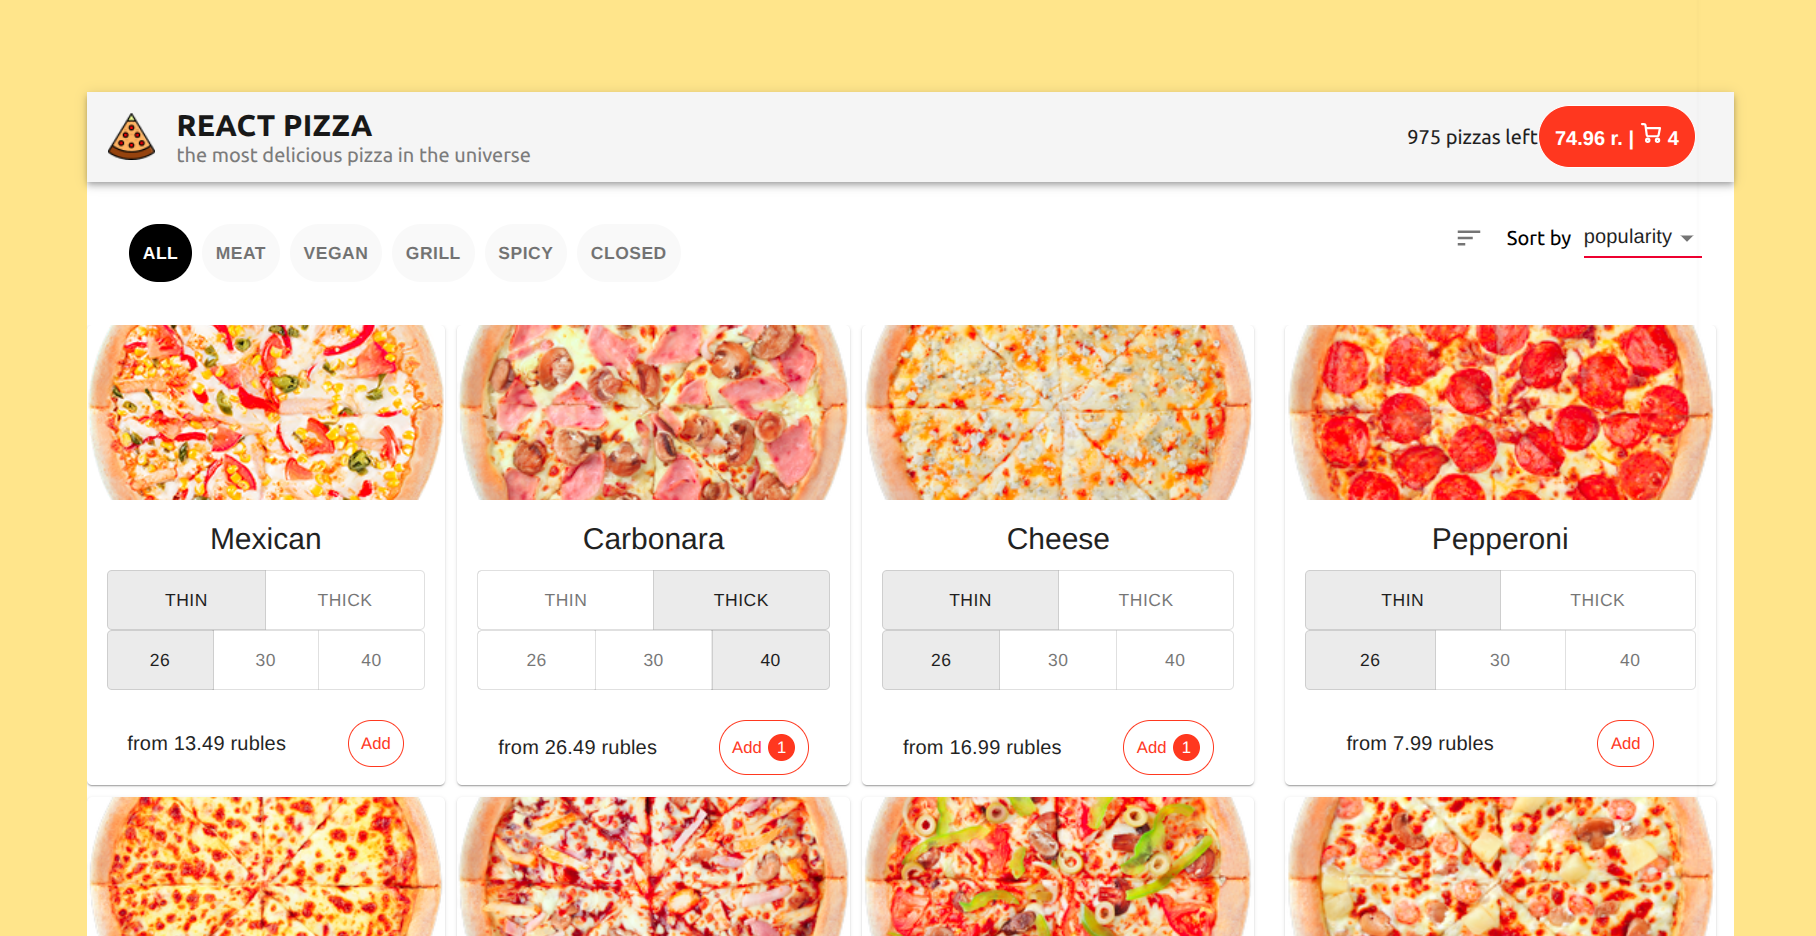 REACT PIZZA
the most delicious pizza in the universe
975 pizzas left
74.96 r. | 4
ALL
MEAT
VEGAN
GRILL
SPICY
CLOSED
Sort by popularity
Mexican
THIN
THICK
26
30
40
from 13.49 rubles
Add
Carbonara
THIN
THICK
26
30
40
from 26.49 rubles
Add 1
Cheese
THIN
THICK
26
30
40
from 16.99 rubles
Add 1
Pepperoni
THIN
THICK
26
30
40
from 7.99 rubles
Add